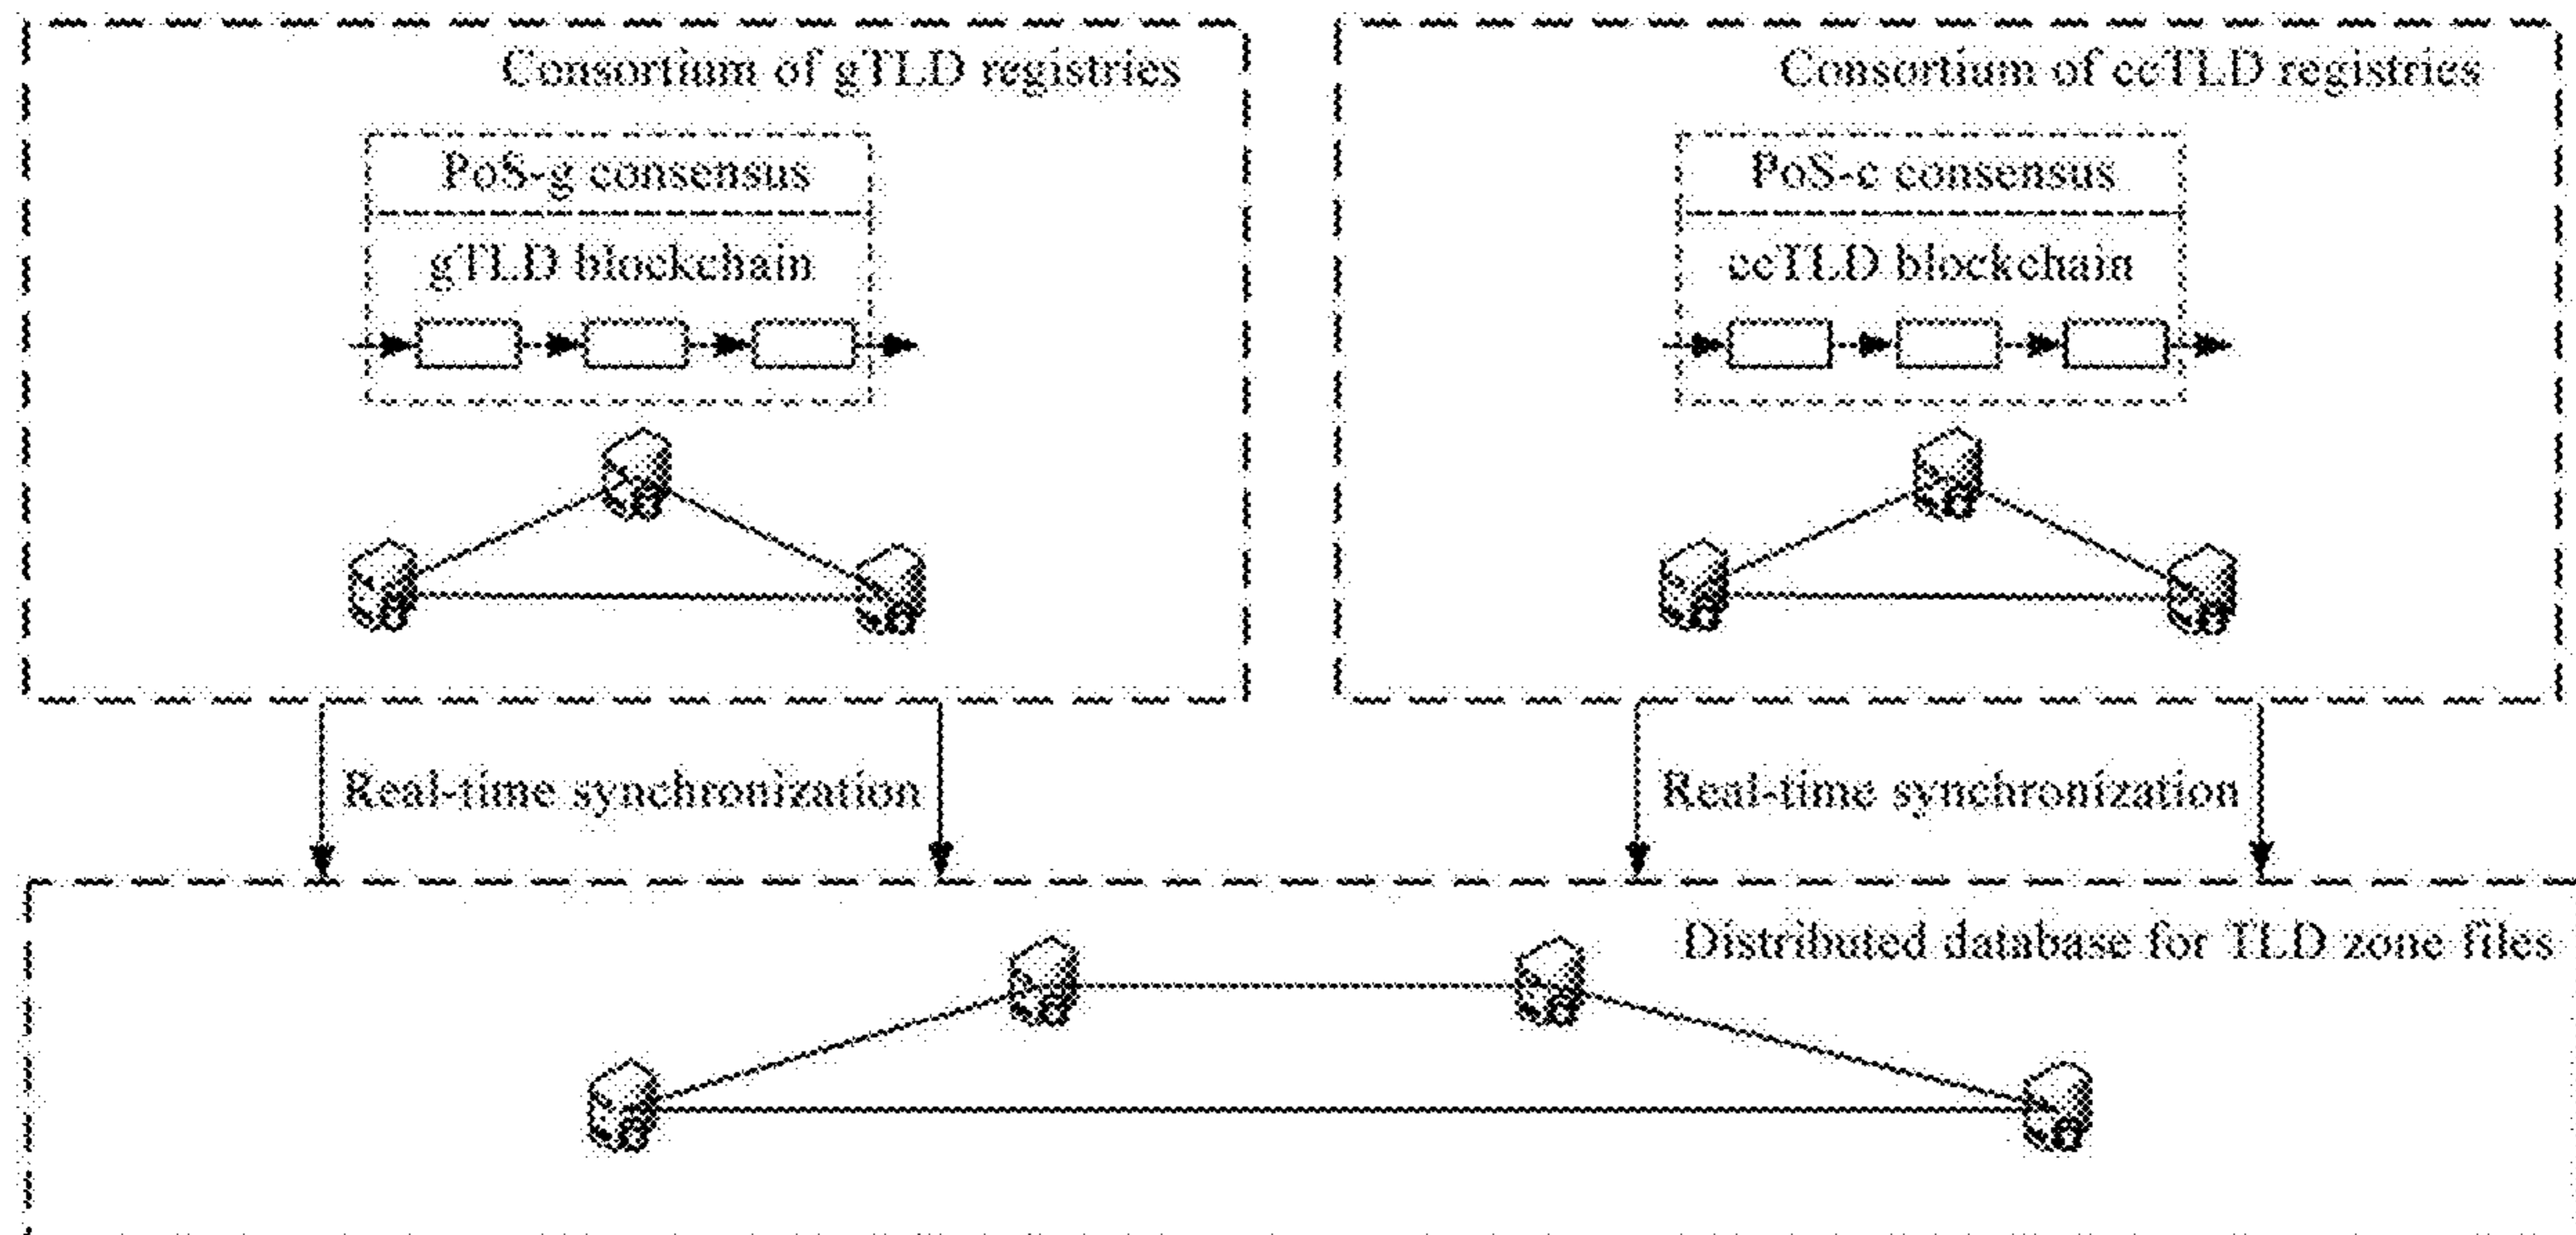 Consortium of gTLD registries
PoS-g consensus
gTLD blockchain
Consortium of ccTLD registries
PoS-c consensus
ccTLD blockchain
Real-time synchronization
Real-time synchronization
Distributed database for TLD zone files